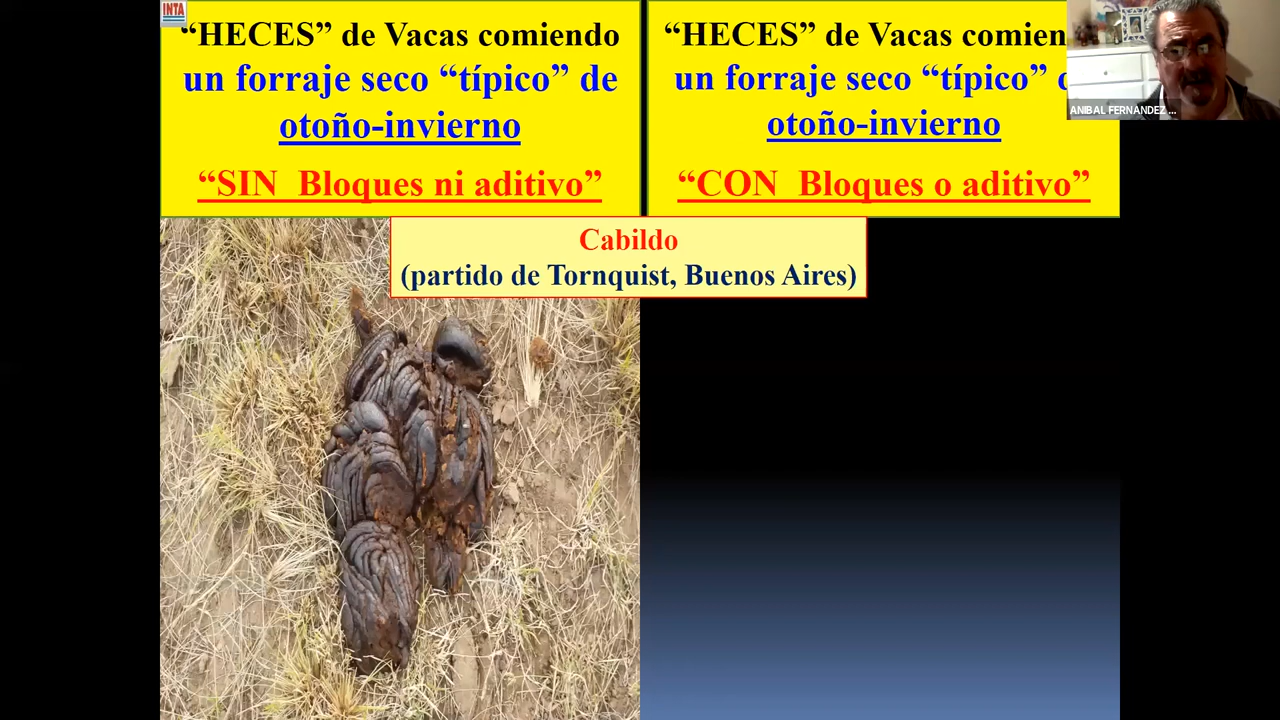 INTA
“HECES” de Vacas comiendo
un forraje seco “típico” de
otoño-invierno
“SIN Bloques ni aditivo”
“HECES” de Vacas comien
un forraje seco “típico”
otoño-invierno
“CON Bloques o aditivo”
ANIBAL FERNANDEZ ...
Cabildo
(partido de Tornquist, Buenos Aires)